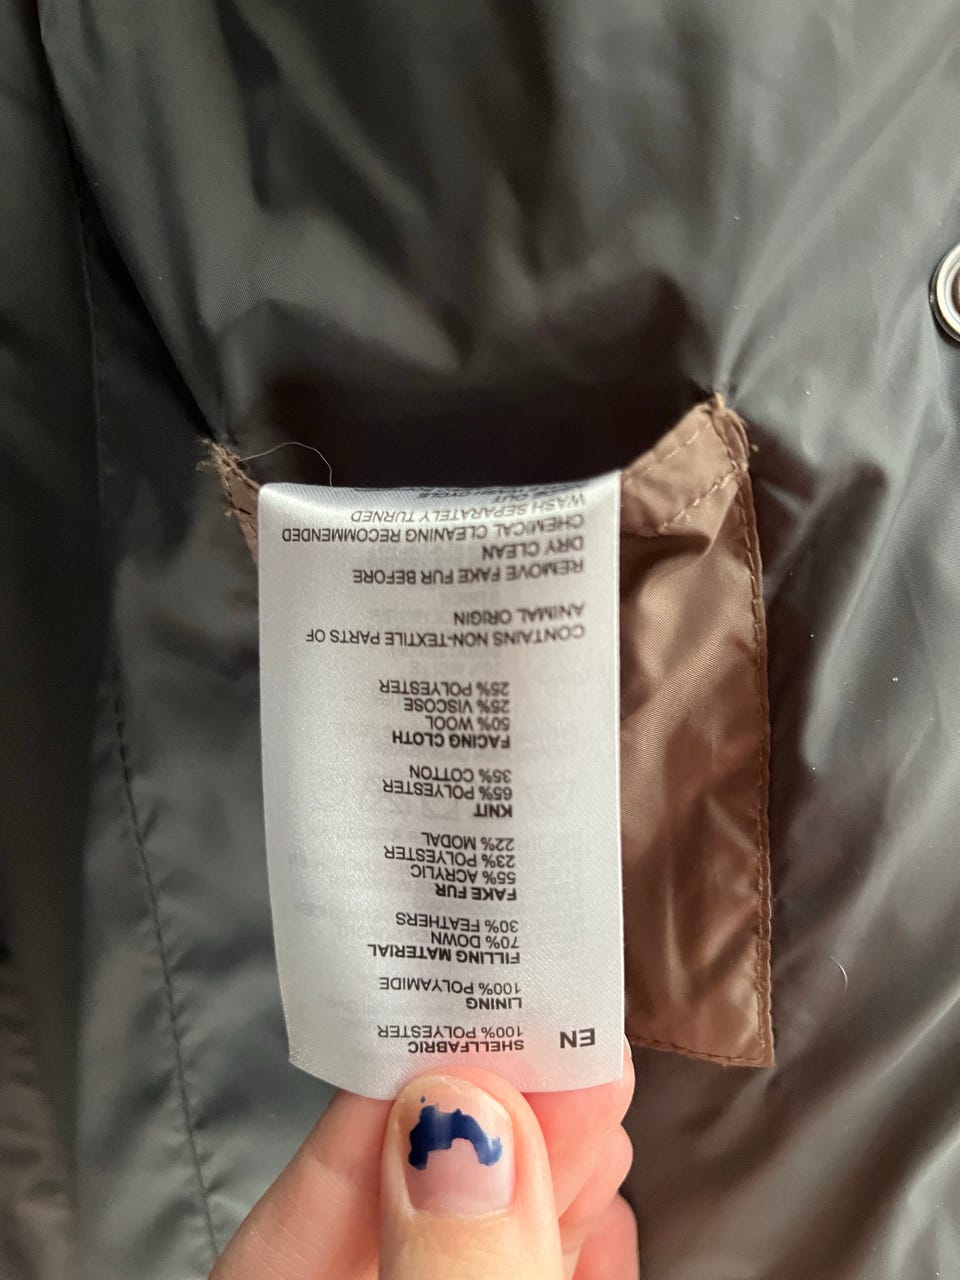 EN
SHELLFABRIC
100% POLYESTER
LINING
100% POLYAMIDE
FILLING MATERIAL
70% DOWN
30% FEATHERS
FAKE FUR
55% ACRYLIC
23% POLYESTER
22% MODAL
KNIT
65% POLYESTER
35% COTTON
FACING CLOTH
50% WOOL
25% VISCOSE
25% POLYESTER
CONTAINS NON-TEXTILE PARTS OF
ANIMAL ORIGIN
REMOVE FAKE FUR BEFORE
DRY CLEAN
CHEMICAL CLEANING RECOMMENDED
WASH SEPARATELY TURNED